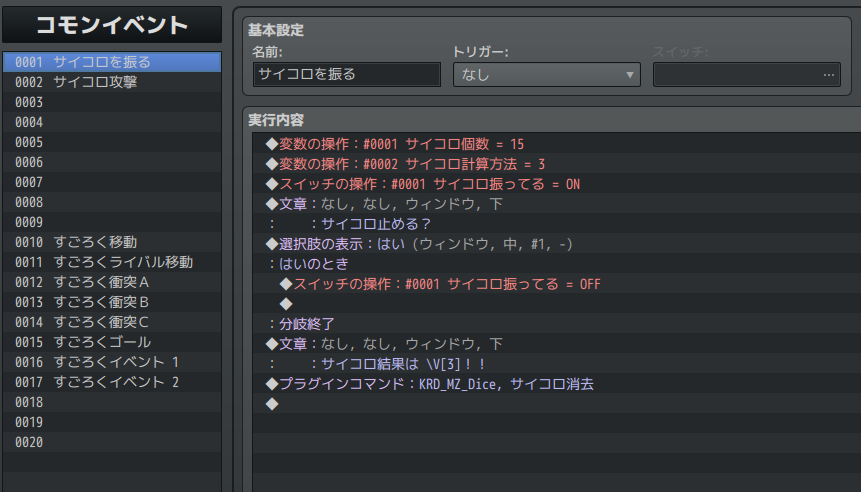 コモンイベント
0001 サイコロを振る
0002 サイコロ攻撃
0003
0004
0005
0006
0007
0008
0009
0010 すごろく移動
0011 すごろくライバル移動
0012 すごろく衝突Ａ
0013 すごろく衝突Ｂ
0014 すごろく衝突Ｃ
0015 すごろくゴール
0016 すごろくイベント 1
0017 すごろくイベント 2
0018
0019
0020
基本設定
名前: トリガー: スイッチ:
サイコロを振る なし ▼ …
実行内容
◆変数の操作：#0001 サイコロ個数 = 15
◆変数の操作：#0002 サイコロ計算方法 = 3
◆スイッチの操作：#0001 サイコロ振ってる = ON
◆文章：なし, なし, ウィンドウ, 下
：　　：サイコロ止める？
◆選択肢の表示：はい (ウィンドウ, 中, #1, -)
：はいのとき
◆スイッチの操作：#0001 サイコロ振ってる = OFF
◆
：分岐終了
◆文章：なし, なし, ウィンドウ, 下
：　　：サイコロ結果は \V[3]！！
◆プラグインコマンド：KRD_MZ_Dice, サイコロ消去
◆